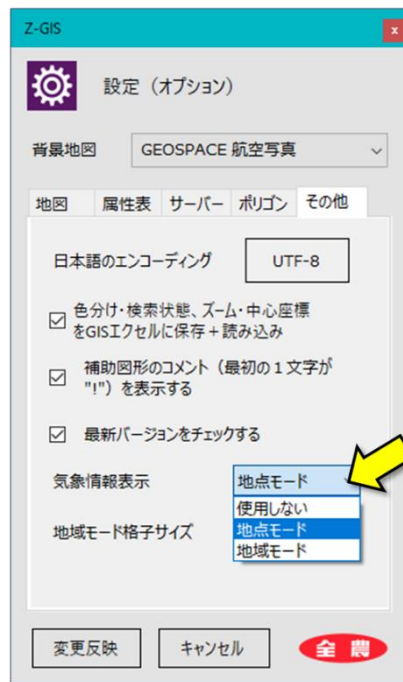 Z-GIS
x
設定（オプション）
背景地図 GEOSPACE 航空写真
地図 属性表 サーバー ポリゴン その他
日本語のエンコーディング UTF-8
色分け・検索状態、ズーム・中心座標
をGISエクセルに保存＋読み込み
補助図形のコメント（最初の１文字が
"!"）を表示する
最新バージョンをチェックする
気象情報表示 地点モード
使用しない
地域モード格子サイズ 地点モード
地域モード
変更反映 キャンセル 全農